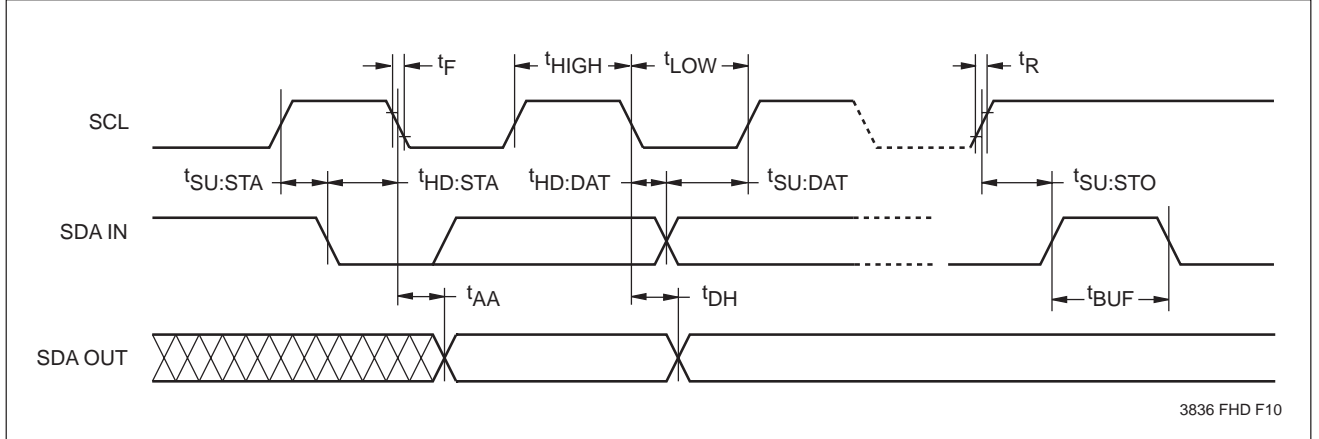 tF
tHIGH
tLOW
tR
SCL
tSU:STA
tHD:STA
tHD:DAT
tSU:DAT
tSU:STO
SDA IN
tAA
tDH
tBUF
SDA OUT
3836 FHD F10